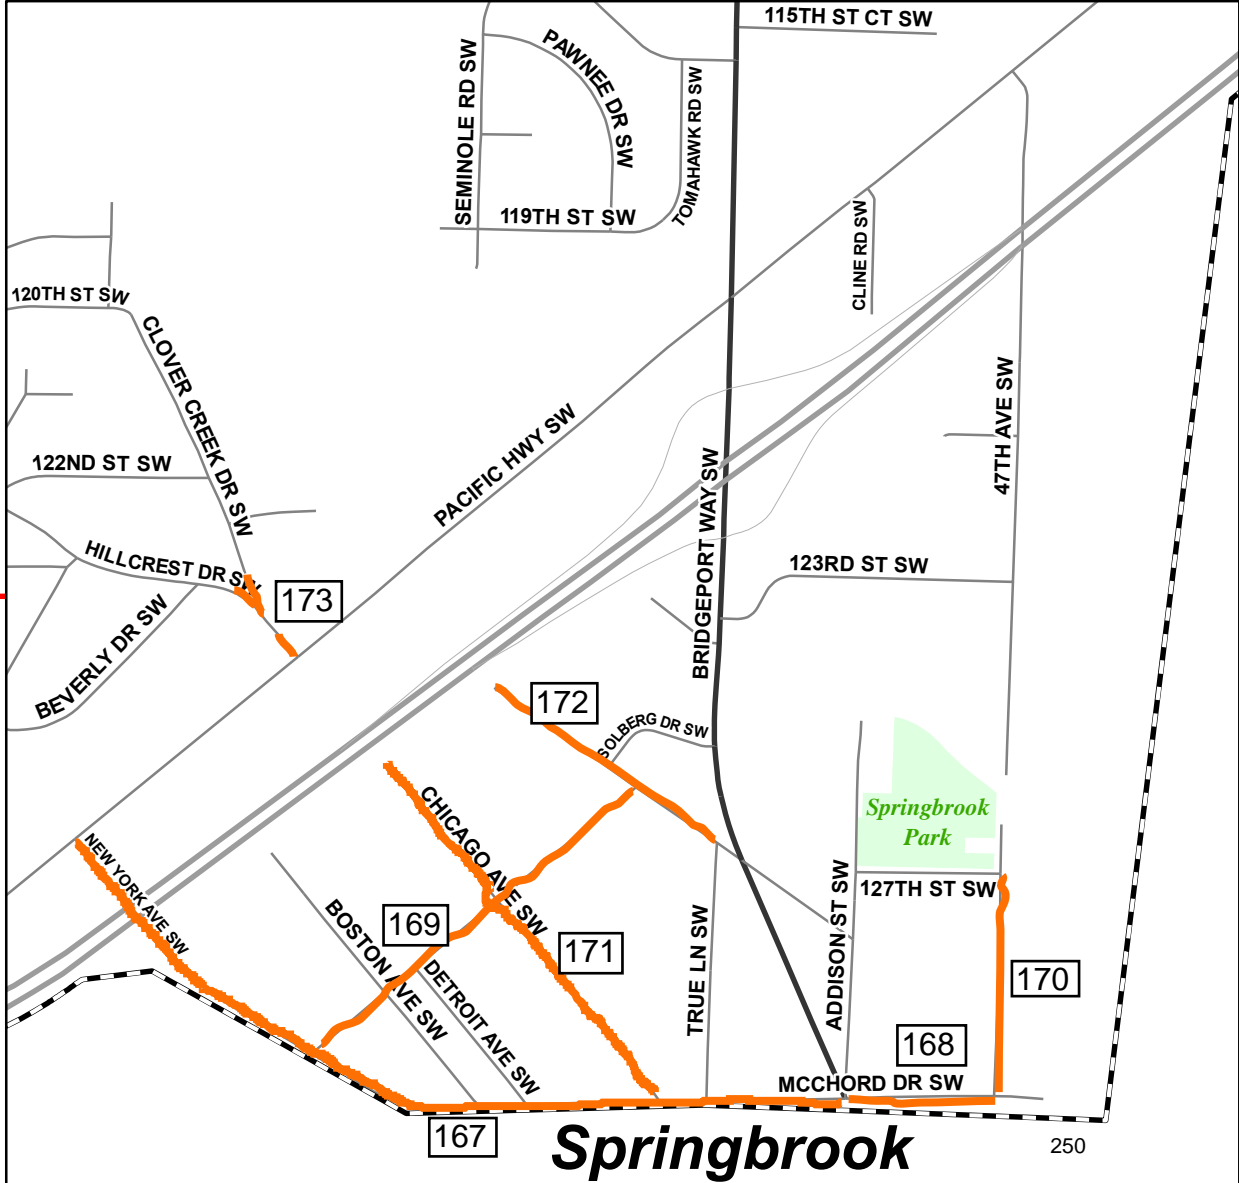 115TH ST CT SW
PAWNEE DR SW
SEMINOLE RD SW
TOMAHAWK RD SW
119TH ST SW
CLINE RD SW
120TH ST SW
CLOVER CREEK DR SW
47TH AVE SW
PACIFIC HWY SW
122ND ST SW
BRIDGEPORT WAY SW
HILLCREST DR SW
123RD ST SW
173
BEVERLY DR SW
172
SOLBERG DR SW
CHICAGO AVE SW
Springbrook
Park
NEW YORK AVE SW
127TH ST SW
BOSTON AVE SW
169
171
DETROIT AVE SW
TRUE LN SW
ADDISON ST SW
170
168
MCCHORD DR SW
167
Springbrook
250